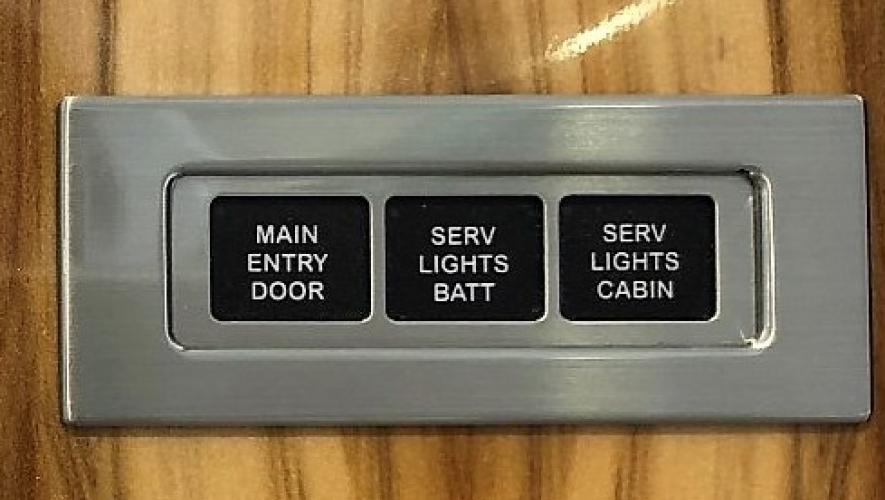 MAIN
ENTRY
DOOR
SERV
LIGHTS
BATT
SERV
LIGHTS
CABIN